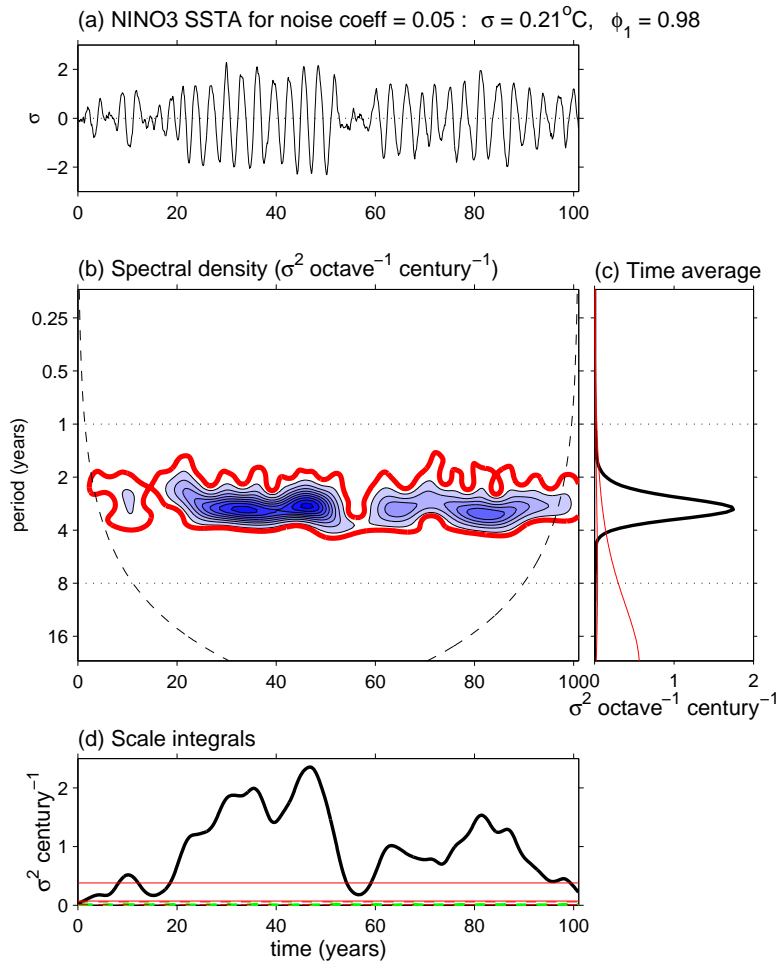 (a) NINO3 SSTA for noise coeff = 0.05 : σ = 0.21°C, ϕ₁ = 0.98
2
0
−2
σ
0 20 40 60 80 100
(b) Spectral density (σ² octave⁻¹ century⁻¹)
(c) Time average
0.25
0.5
1
2
4
8
16
period (years)
0 20 40 60 80 100
0 1 2
σ² octave⁻¹ century⁻¹
(d) Scale integrals
2
1
0
σ² century⁻¹
0 20 40 60 80 100
time (years)